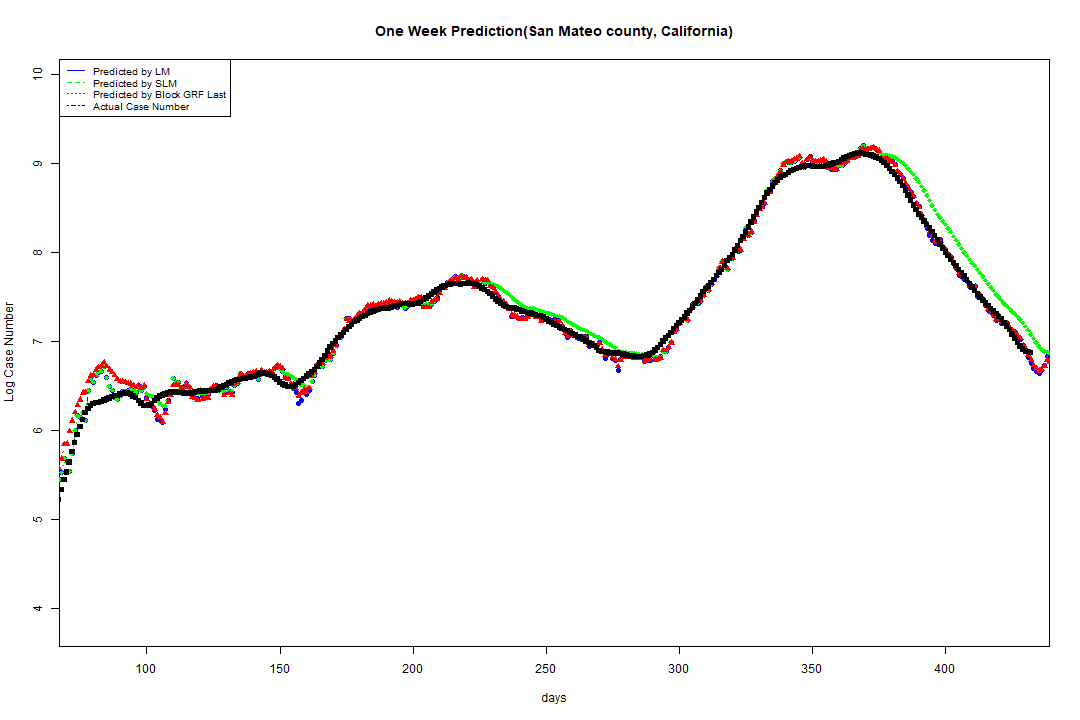 One Week Prediction(San Mateo county, California)
Predicted by LM
Predicted by SLM
Predicted by Block GRF Last
Actual Case Number
Log Case Number
10
9
8
7
6
5
4
100 150 200 250 300 350 400
days